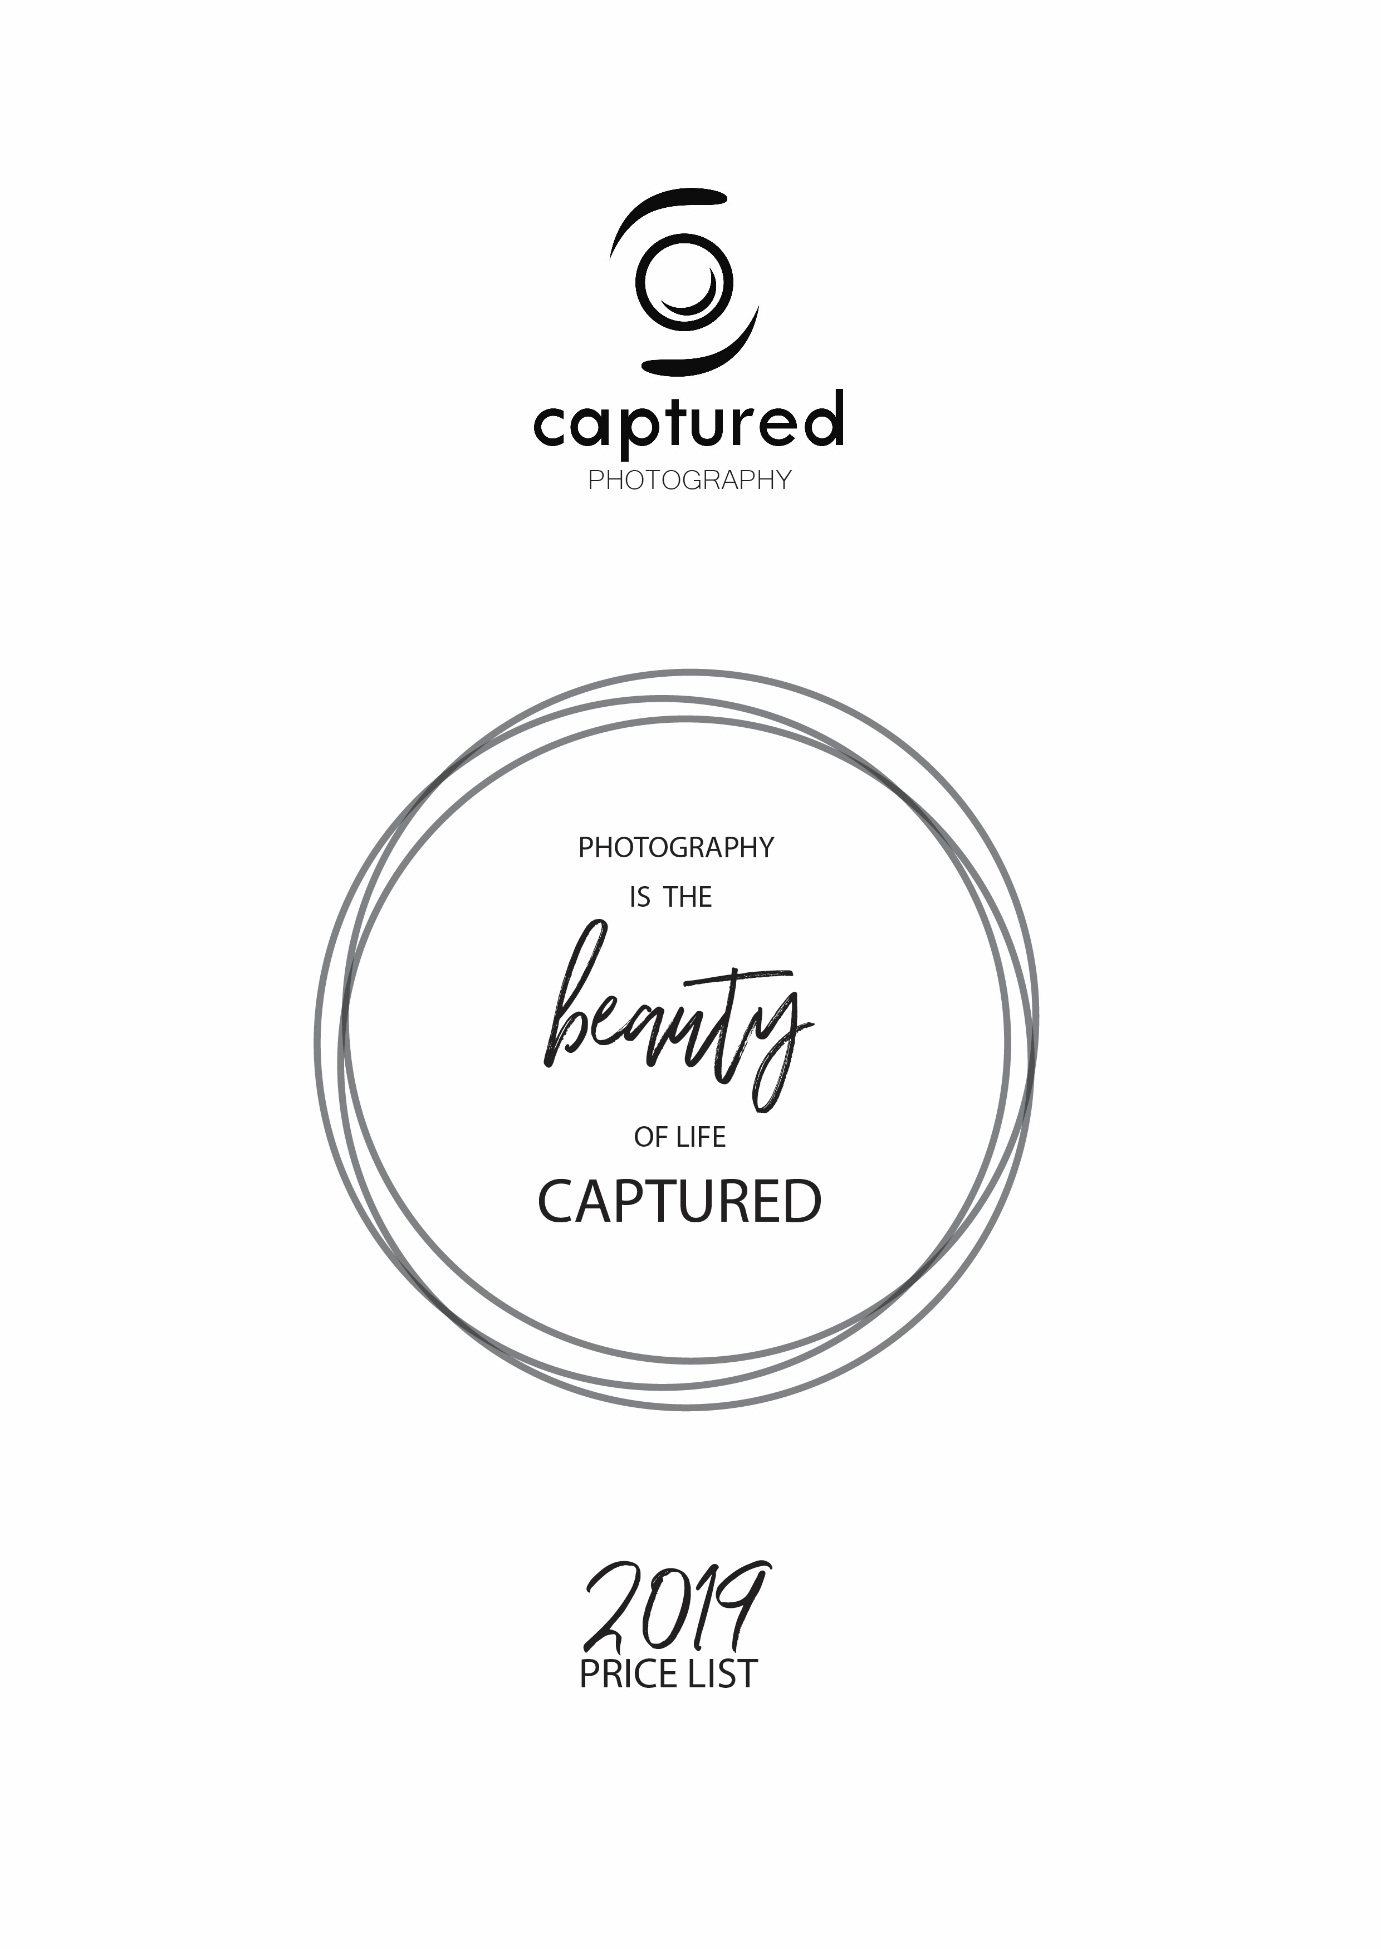 captured
PHOTOGRAPHY
PHOTOGRAPHY
IS THE
beauty
OF LIFE
CAPTURED
2019
PRICE LIST